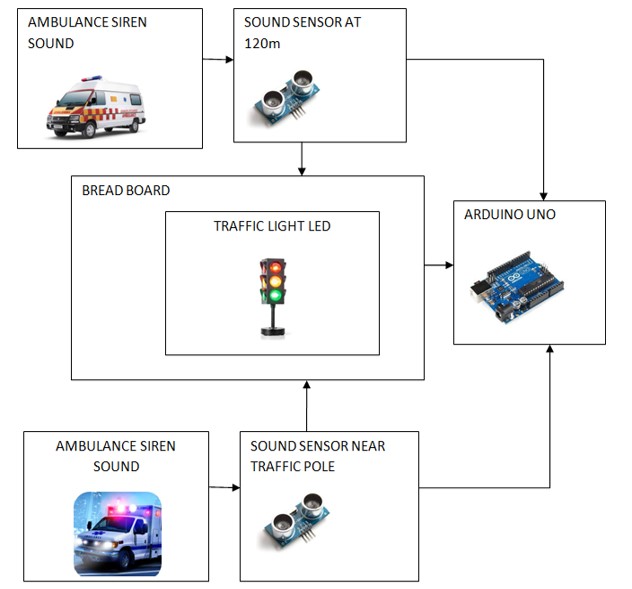 AMBULANCE SIREN
SOUND
SOUND SENSOR AT
120m
BREAD BOARD
TRAFFIC LIGHT LED
ARDUINO UNO
AMBULANCE SIREN
SOUND
SOUND SENSOR NEAR
TRAFFIC POLE